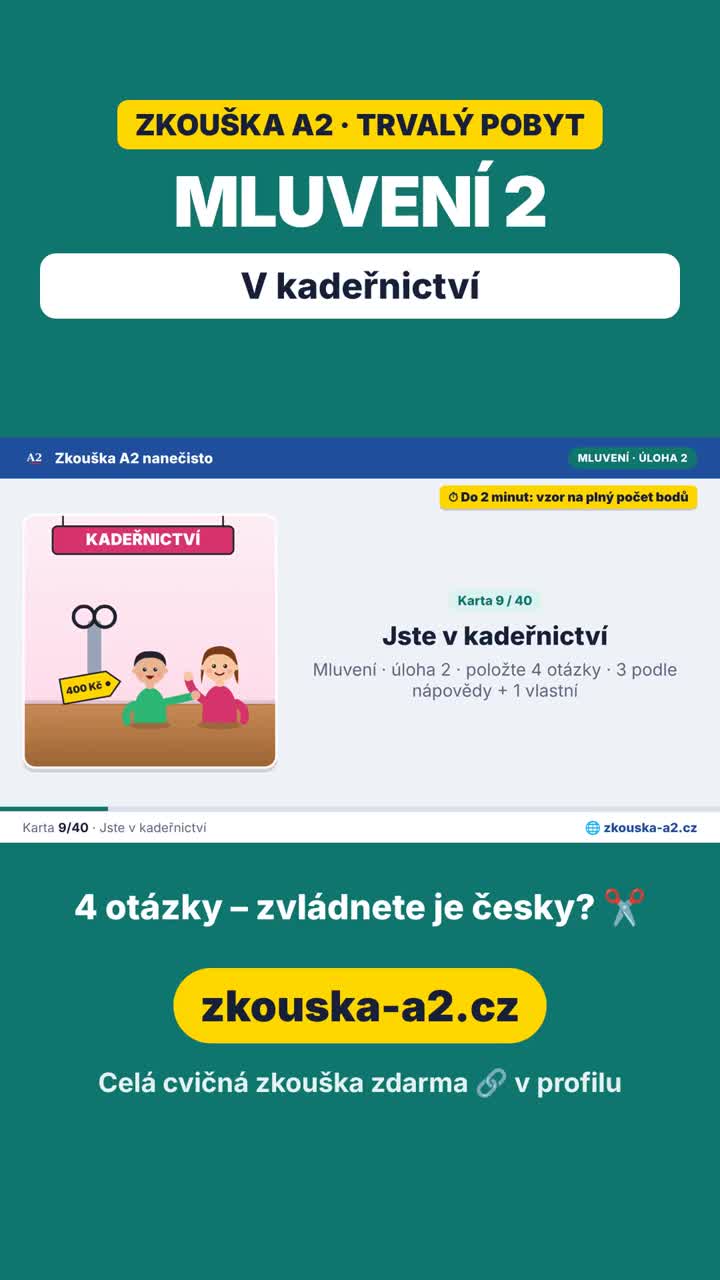 ZKOUŠKA A2 · TRVALÝ POBYT
MLUVENÍ 2
V kadeřnictví
A2 Zkouška A2 nanečisto
MLUVENÍ · ÚLOHA 2
⏱ Do 2 minut: vzor na plný počet bodů
KADEŘNICTVÍ
400 Kč
Karta 9 / 40
Jste v kadeřnictví
Mluvení · úloha 2 · položte 4 otázky · 3 podle
nápovědy + 1 vlastní
Karta 9/40 · Jste v kadeřnictví
🌐 zkouska-a2.cz
4 otázky – zvládnete je česky? ✂️
zkouska-a2.cz
Celá cvičná zkouška zdarma 🔗 v profilu